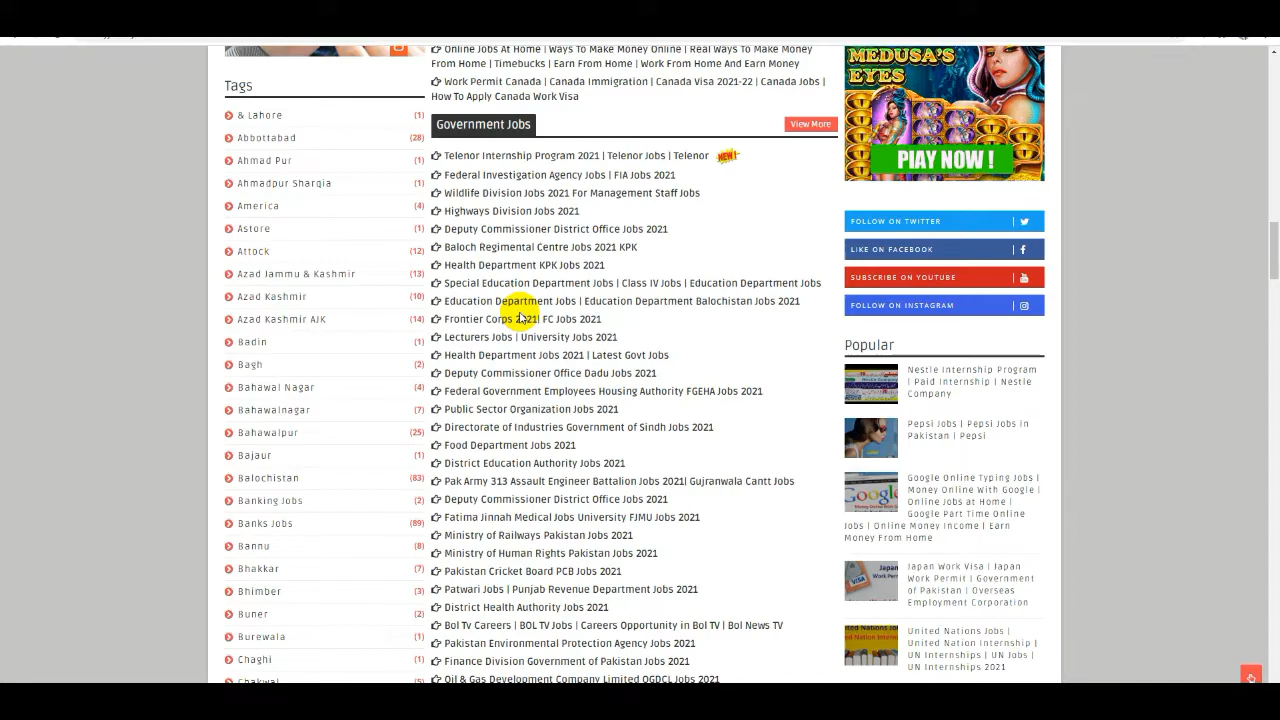 Tags
& Lahore (1)
Abbottabad (28)
Ahmad Pur (1)
Ahmadpur Sharqia (1)
America (4)
Astore (1)
Attock (12)
Azad Jammu & Kashmir (13)
Azad Kashmir (10)
Azad Kashmir AJK (14)
Badin (1)
Bagh (2)
Bahawal Nagar (4)
Bahawalnagar (7)
Bahawalpur (25)
Bajaur (1)
Balochistan (83)
Banking Jobs (2)
Banks Jobs (89)
Bannu (8)
Bhakkar (7)
Bhimber (3)
Buner (2)
Burewala (1)
Chaghi (1)
Chakwal (5)
Online Jobs At Home | Ways To Make Money Online | Real Ways To Make Money
From Home | Timebucks | Earn From Home | Work From Home And Earn Money
Work Permit Canada | Canada Immigration | Canada Visa 2021-22 | Canada Jobs |
How To Apply Canada Work Visa
Government Jobs
View More
Telenor Internship Program 2021 | Telenor Jobs | Telenor NEW!
Federal Investigation Agency Jobs | FIA Jobs 2021
Wildlife Division Jobs 2021 For Management Staff Jobs
Highways Division Jobs 2021
Deputy Commissioner District Office Jobs 2021
Baloch Regimental Centre Jobs 2021 KPK
Health Department KPK Jobs 2021
Special Education Department Jobs | Class IV Jobs | Education Department Jobs
Education Department Jobs | Education Department Balochistan Jobs 2021
Frontier Corps 2021| FC Jobs 2021
Lecturers Jobs | University Jobs 2021
Health Department Jobs 2021 | Latest Govt Jobs
Deputy Commissioner Office Dadu Jobs 2021
Federal Government Employees Housing Authority FGEHA Jobs 2021
Public Sector Organization Jobs 2021
Directorate of Industries Government of Sindh Jobs 2021
Food Department Jobs 2021
District Education Authority Jobs 2021
Pak Army 313 Assault Engineer Battalion Jobs 2021| Gujranwala Cantt Jobs
Deputy Commissioner District Office Jobs 2021
Fatima Jinnah Medical Jobs University FJMU Jobs 2021
Ministry of Railways Pakistan Jobs 2021
Ministry of Human Rights Pakistan Jobs 2021
Pakistan Cricket Board PCB Jobs 2021
Patwari Jobs | Punjab Revenue Department Jobs 2021
District Health Authority Jobs 2021
Bol TV Careers | BOL TV Jobs | Careers Opportunity in Bol TV | Bol News TV
Pakistan Environmental Protection Agency Jobs 2021
Finance Division Government of Pakistan Jobs 2021
Oil & Gas Development Company Limited OGDCL Jobs 2021
MEDUSA'S
EYES
PLAY NOW !
FOLLOW ON TWITTER
LIKE ON FACEBOOK
SUBSCRIBE ON YOUTUBE
FOLLOW ON INSTAGRAM
Popular
Nestle Internship Program
| Paid Internship | Nestle
Company
Pepsi Jobs | Pepsi Jobs in
Pakistan | Pepsi
Google Online Typing Jobs |
Money Online With Google |
Online Jobs at Home |
Google Part Time Online
Jobs | Online Money Income | Earn
Money From Home
Japan Work Visa | Japan
Work Permit | Government
of Pakistan | Overseas
Employment Corporation
United Nations Jobs |
United Nation Internship |
UN Internships | UN Jobs |
UN Internships 2021